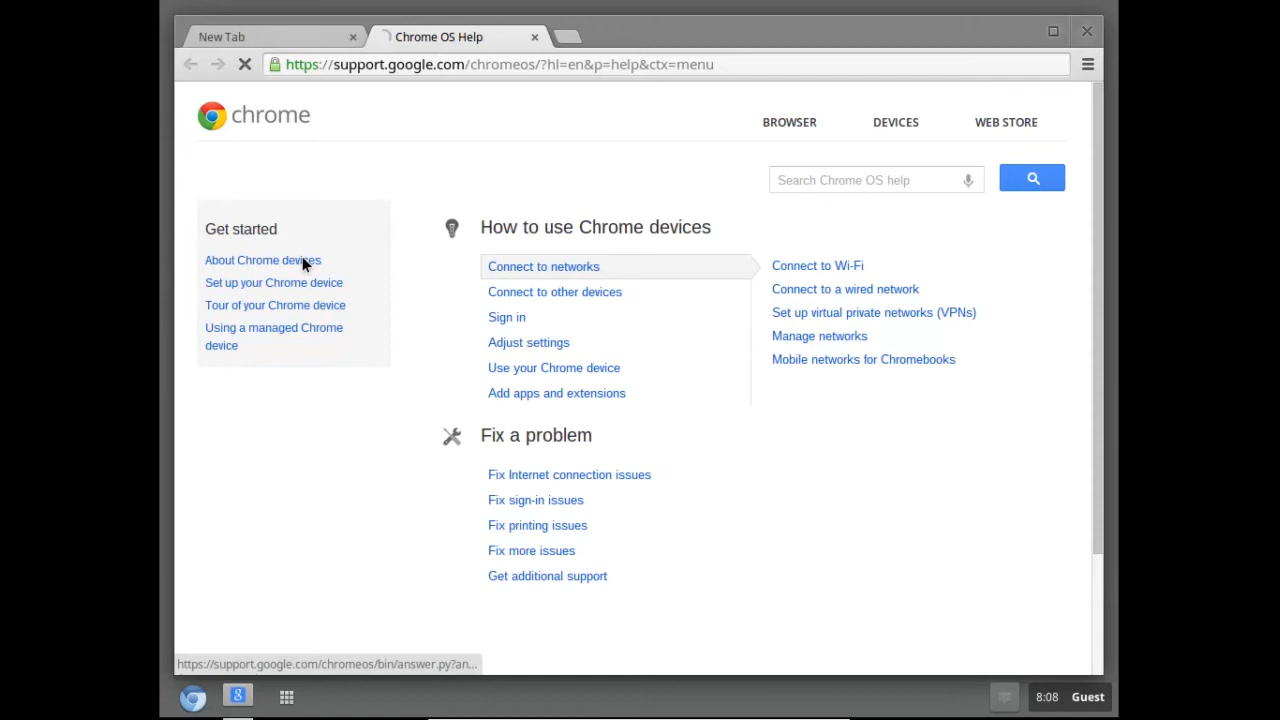 New Tab
Chrome OS Help
https://support.google.com/chromeos/?hl=en&p=help&ctx=menu
chrome
BROWSER
DEVICES
WEB STORE
Search Chrome OS help
Get started
About Chrome devices
Set up your Chrome device
Tour of your Chrome device
Using a managed Chrome
device
How to use Chrome devices
Connect to networks
Connect to other devices
Sign in
Adjust settings
Use your Chrome device
Add apps and extensions
Connect to Wi-Fi
Connect to a wired network
Set up virtual private networks (VPNs)
Manage networks
Mobile networks for Chromebooks
Fix a problem
Fix Internet connection issues
Fix sign-in issues
Fix printing issues
Fix more issues
Get additional support
https://support.google.com/chromeos/bin/answer.py?an...
8
8:08
Guest